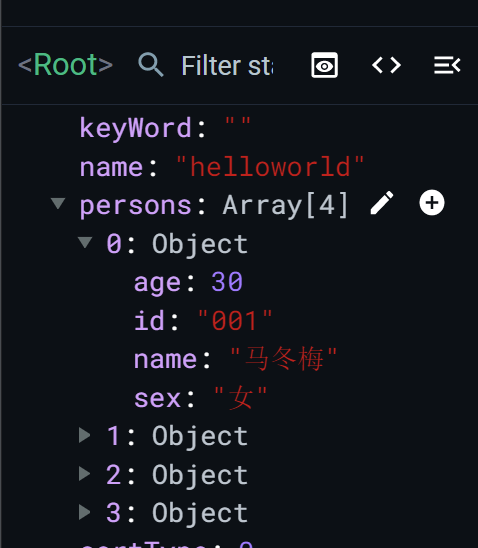 <Root> Filter sta
keyWord: ""
name: "helloworld"
persons: Array[4]
0: Object
age: 30
id: "001"
name: "马冬梅"
sex: "女"
1: Object
2: Object
3: Object